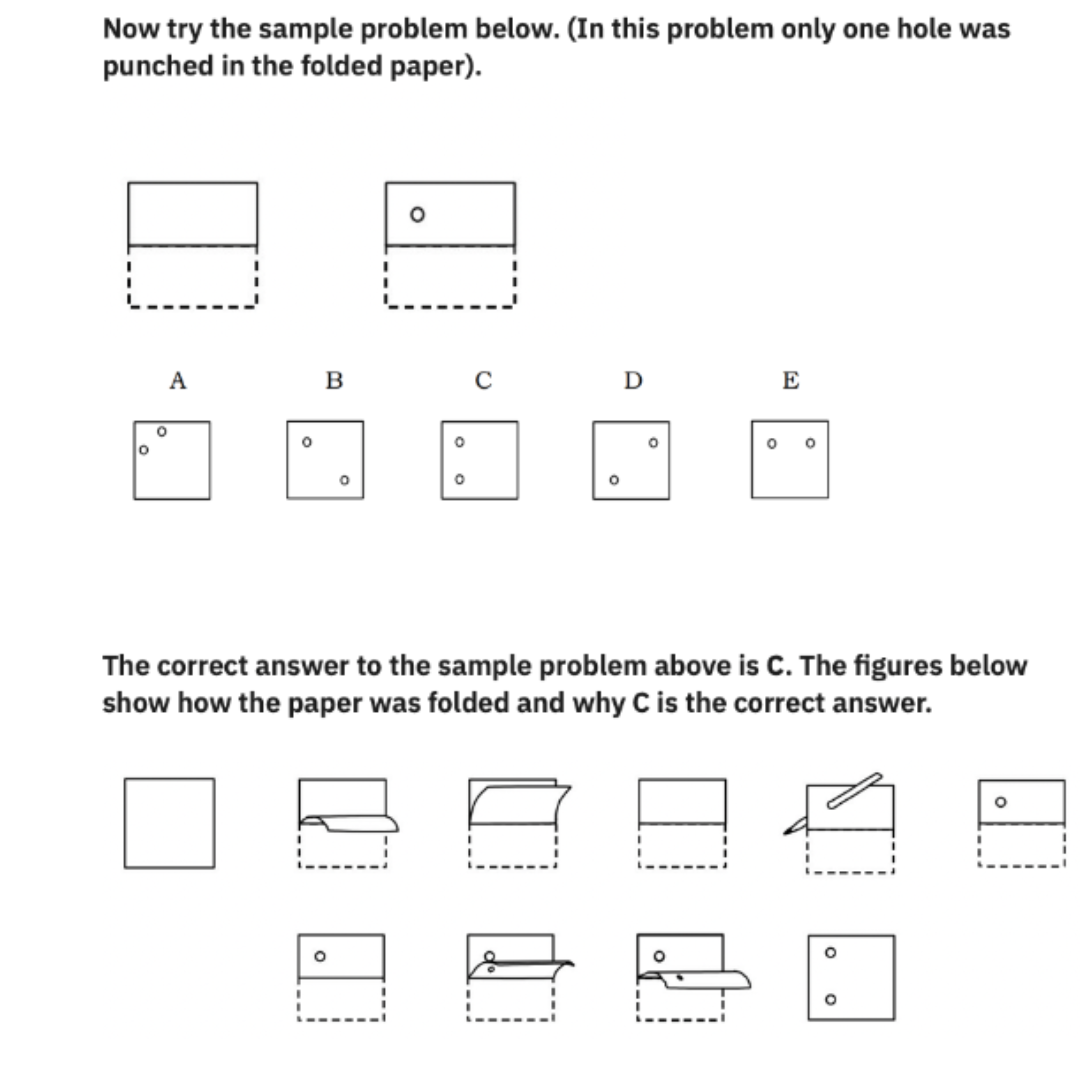 Now try the sample problem below. (In this problem only one hole was
punched in the folded paper).
A B C D E
The correct answer to the sample problem above is C. The figures below
show how the paper was folded and why C is the correct answer.